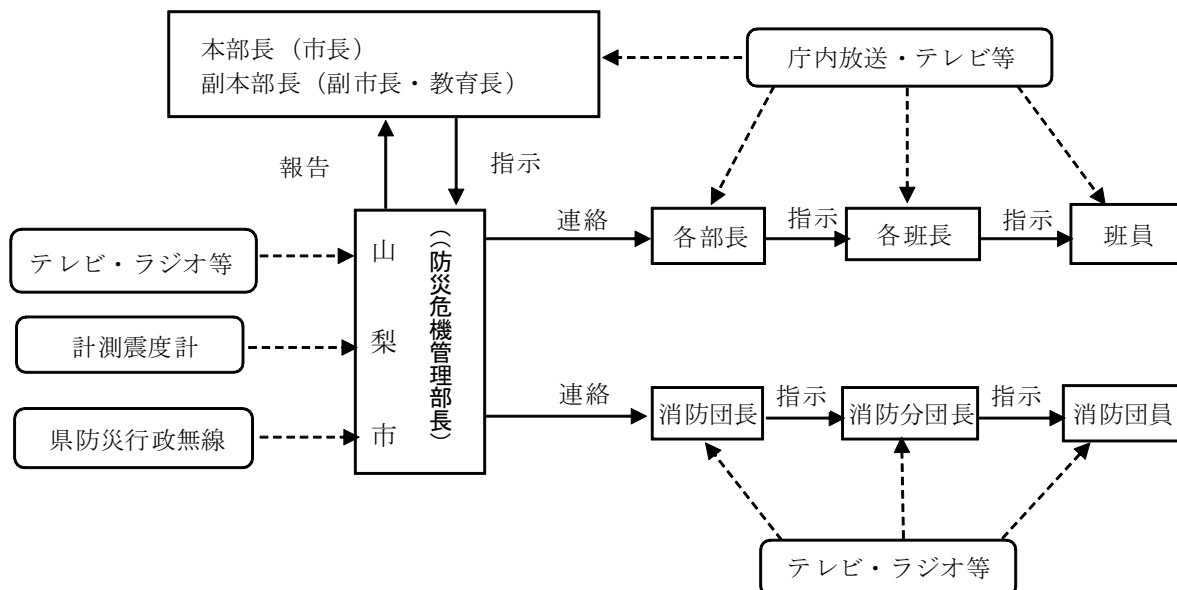 本部長（市長）
副本部長（副市長・教育長）
庁内放送・テレビ等
報告
指示
連絡
各部長
指示
各班長
指示
班員
テレビ・ラジオ等
計測震度計
県防災行政無線
山梨市
（（防災危機管理部長）
連絡
消防団長
指示
消防分団長
指示
消防団員
テレビ・ラジオ等